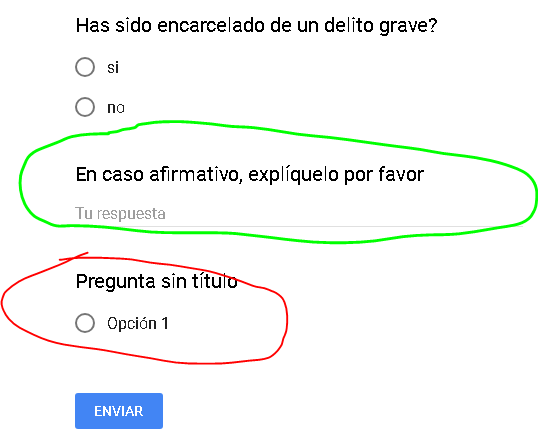 Has sido encarcelado de un delito grave?
si
no
En caso afirmativo, explíquelo por favor
Tu respuesta
Pregunta sin título
Opción 1
ENVIAR